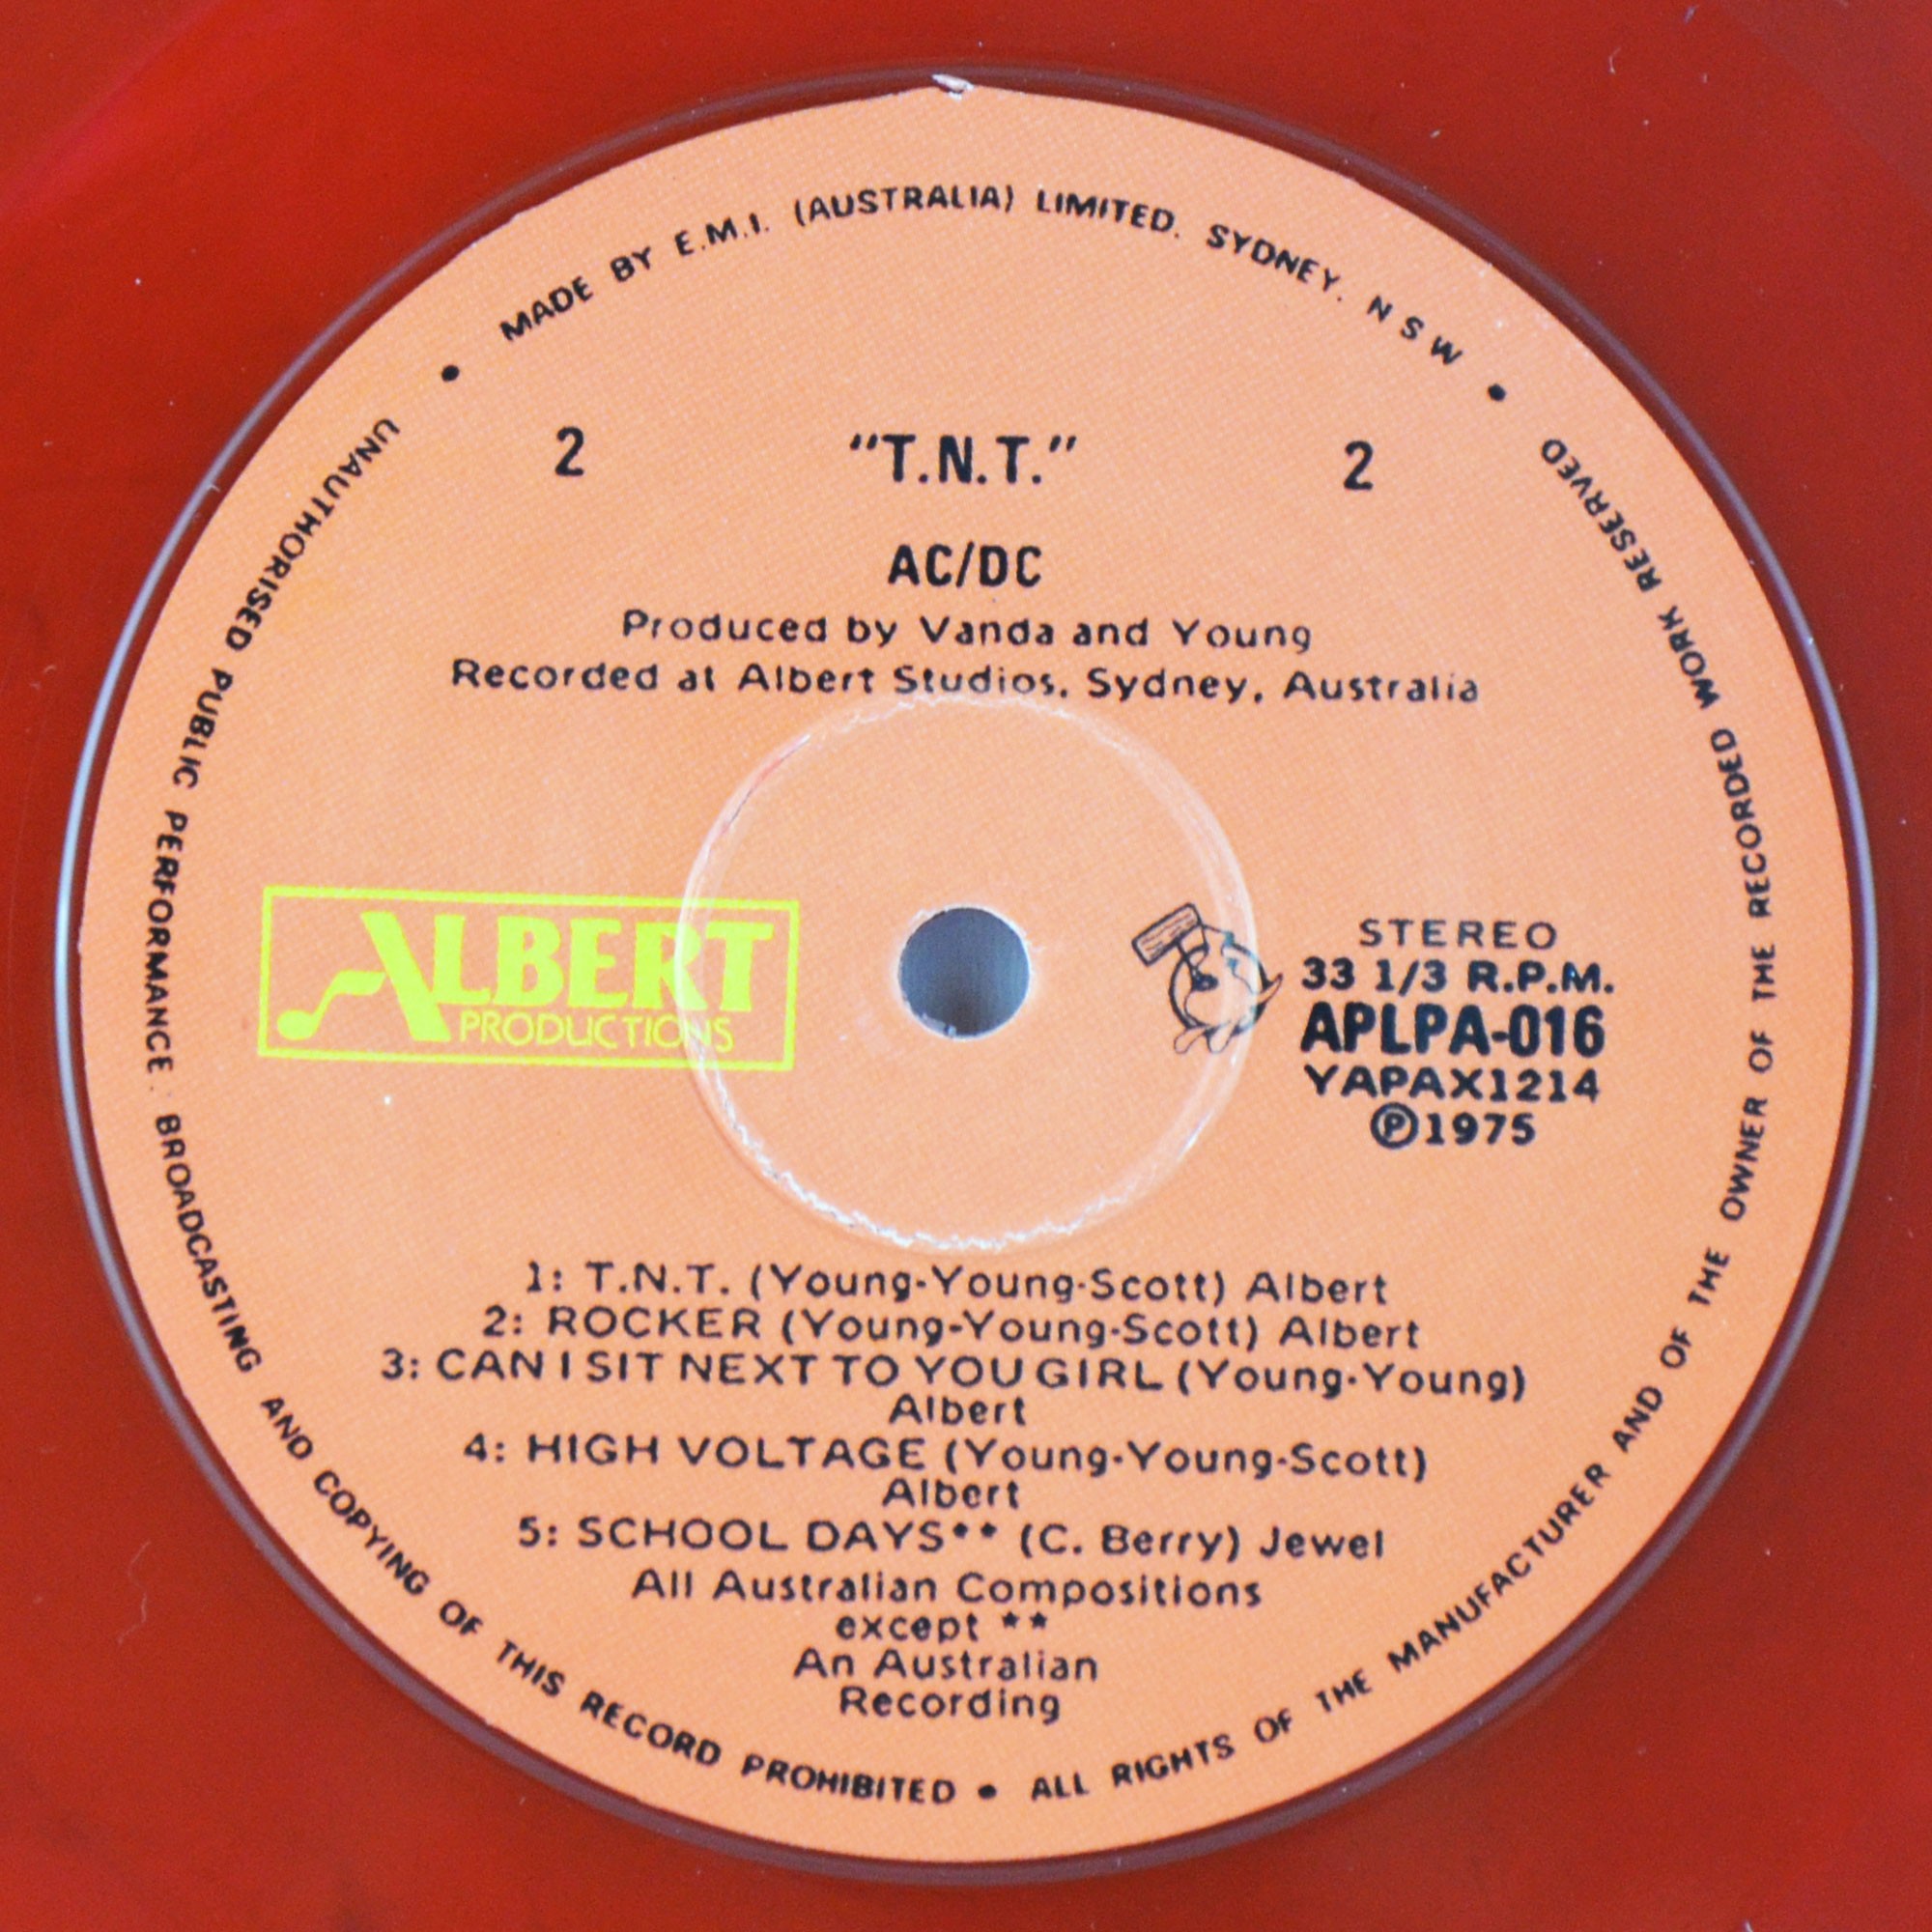 MADE BY E.M.I. (AUSTRALIA) LIMITED. SYDNEY. N S W •
UNAUTHORISED PUBLIC PERFORMANCE. BROADCASTING AND COPYING OF THIS RECORD PROHIBITED • ALL RIGHTS OF THE MANUFACTURER AND OF THE OWNER OF THE RECORDED WORK RESERVED •
2 "T.N.T." 2
AC/DC
Produced by Vanda and Young
Recorded at Albert Studios, Sydney, Australia
ALBERT
PRODUCTIONS
STEREO
33 1/3 R.P.M.
APLPA-016
YAPAX1214
Ⓟ1975
1: T.N.T. (Young-Young-Scott) Albert
2: ROCKER (Young-Young-Scott) Albert
3: CAN I SIT NEXT TO YOU GIRL (Young-Young)
Albert
4: HIGH VOLTAGE (Young-Young-Scott)
Albert
5: SCHOOL DAYS** (C. Berry) Jewel
All Australian Compositions
except **
An Australian
Recording